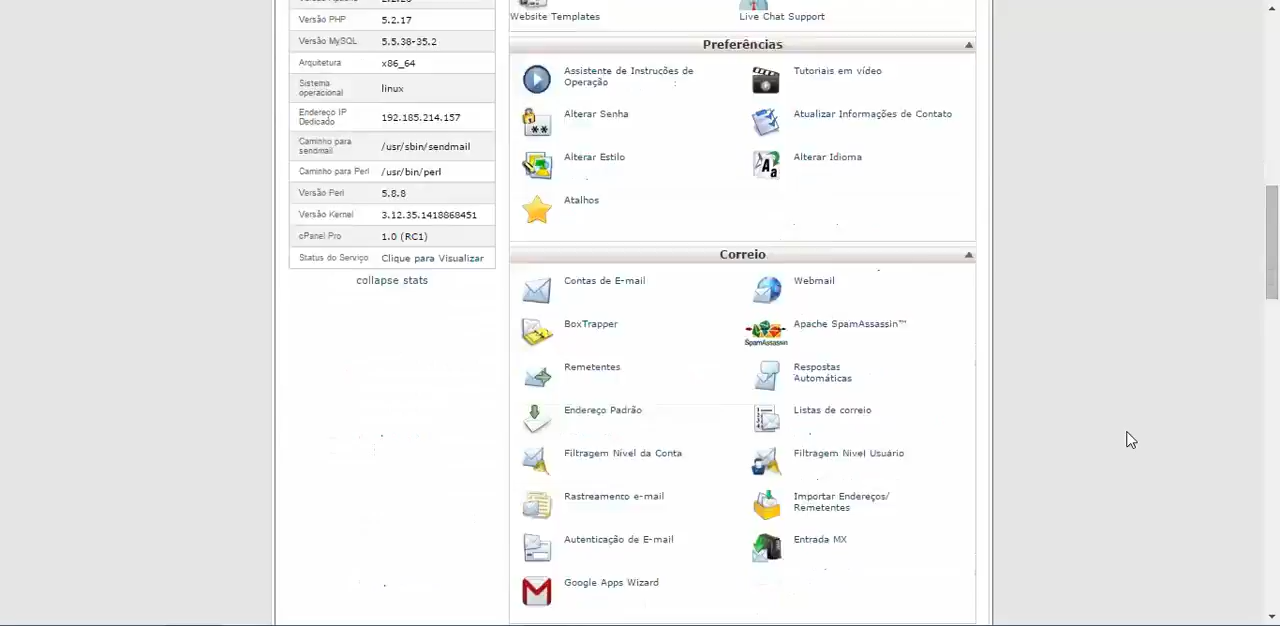 Versão PHP 5.2.17
Versão MySQL 5.5.38-35.2
Arquitetura x86_64
Sistema
operacional linux
Endereço IP
Dedicado 192.185.214.157
Caminho para
sendmail /usr/sbin/sendmail
Caminho para Perl /usr/bin/perl
Versão Perl 5.8.8
Versão Kernel 3.12.35.1418868451
cPanel Pro 1.0 (RC1)
Status do Serviço Clique para Visualizar
collapse stats
Website Templates
Live Chat Support
Preferências
Assistente de Instruções de
Operação
Tutoriais em vídeo
Alterar Senha
Atualizar Informações de Contato
Alterar Estilo
Alterar Idioma
Atalhos
Correio
Contas de E-mail
Webmail
BoxTrapper
SpamAssassin
Apache SpamAssassin™
Remetentes
Respostas
Automáticas
Endereço Padrão
Listas de correio
Filtragem Nível da Conta
Filtragem Nível Usuário
Rastreamento e-mail
Importar Endereços/
Remetentes
Autenticação de E-mail
Entrada MX
Google Apps Wizard